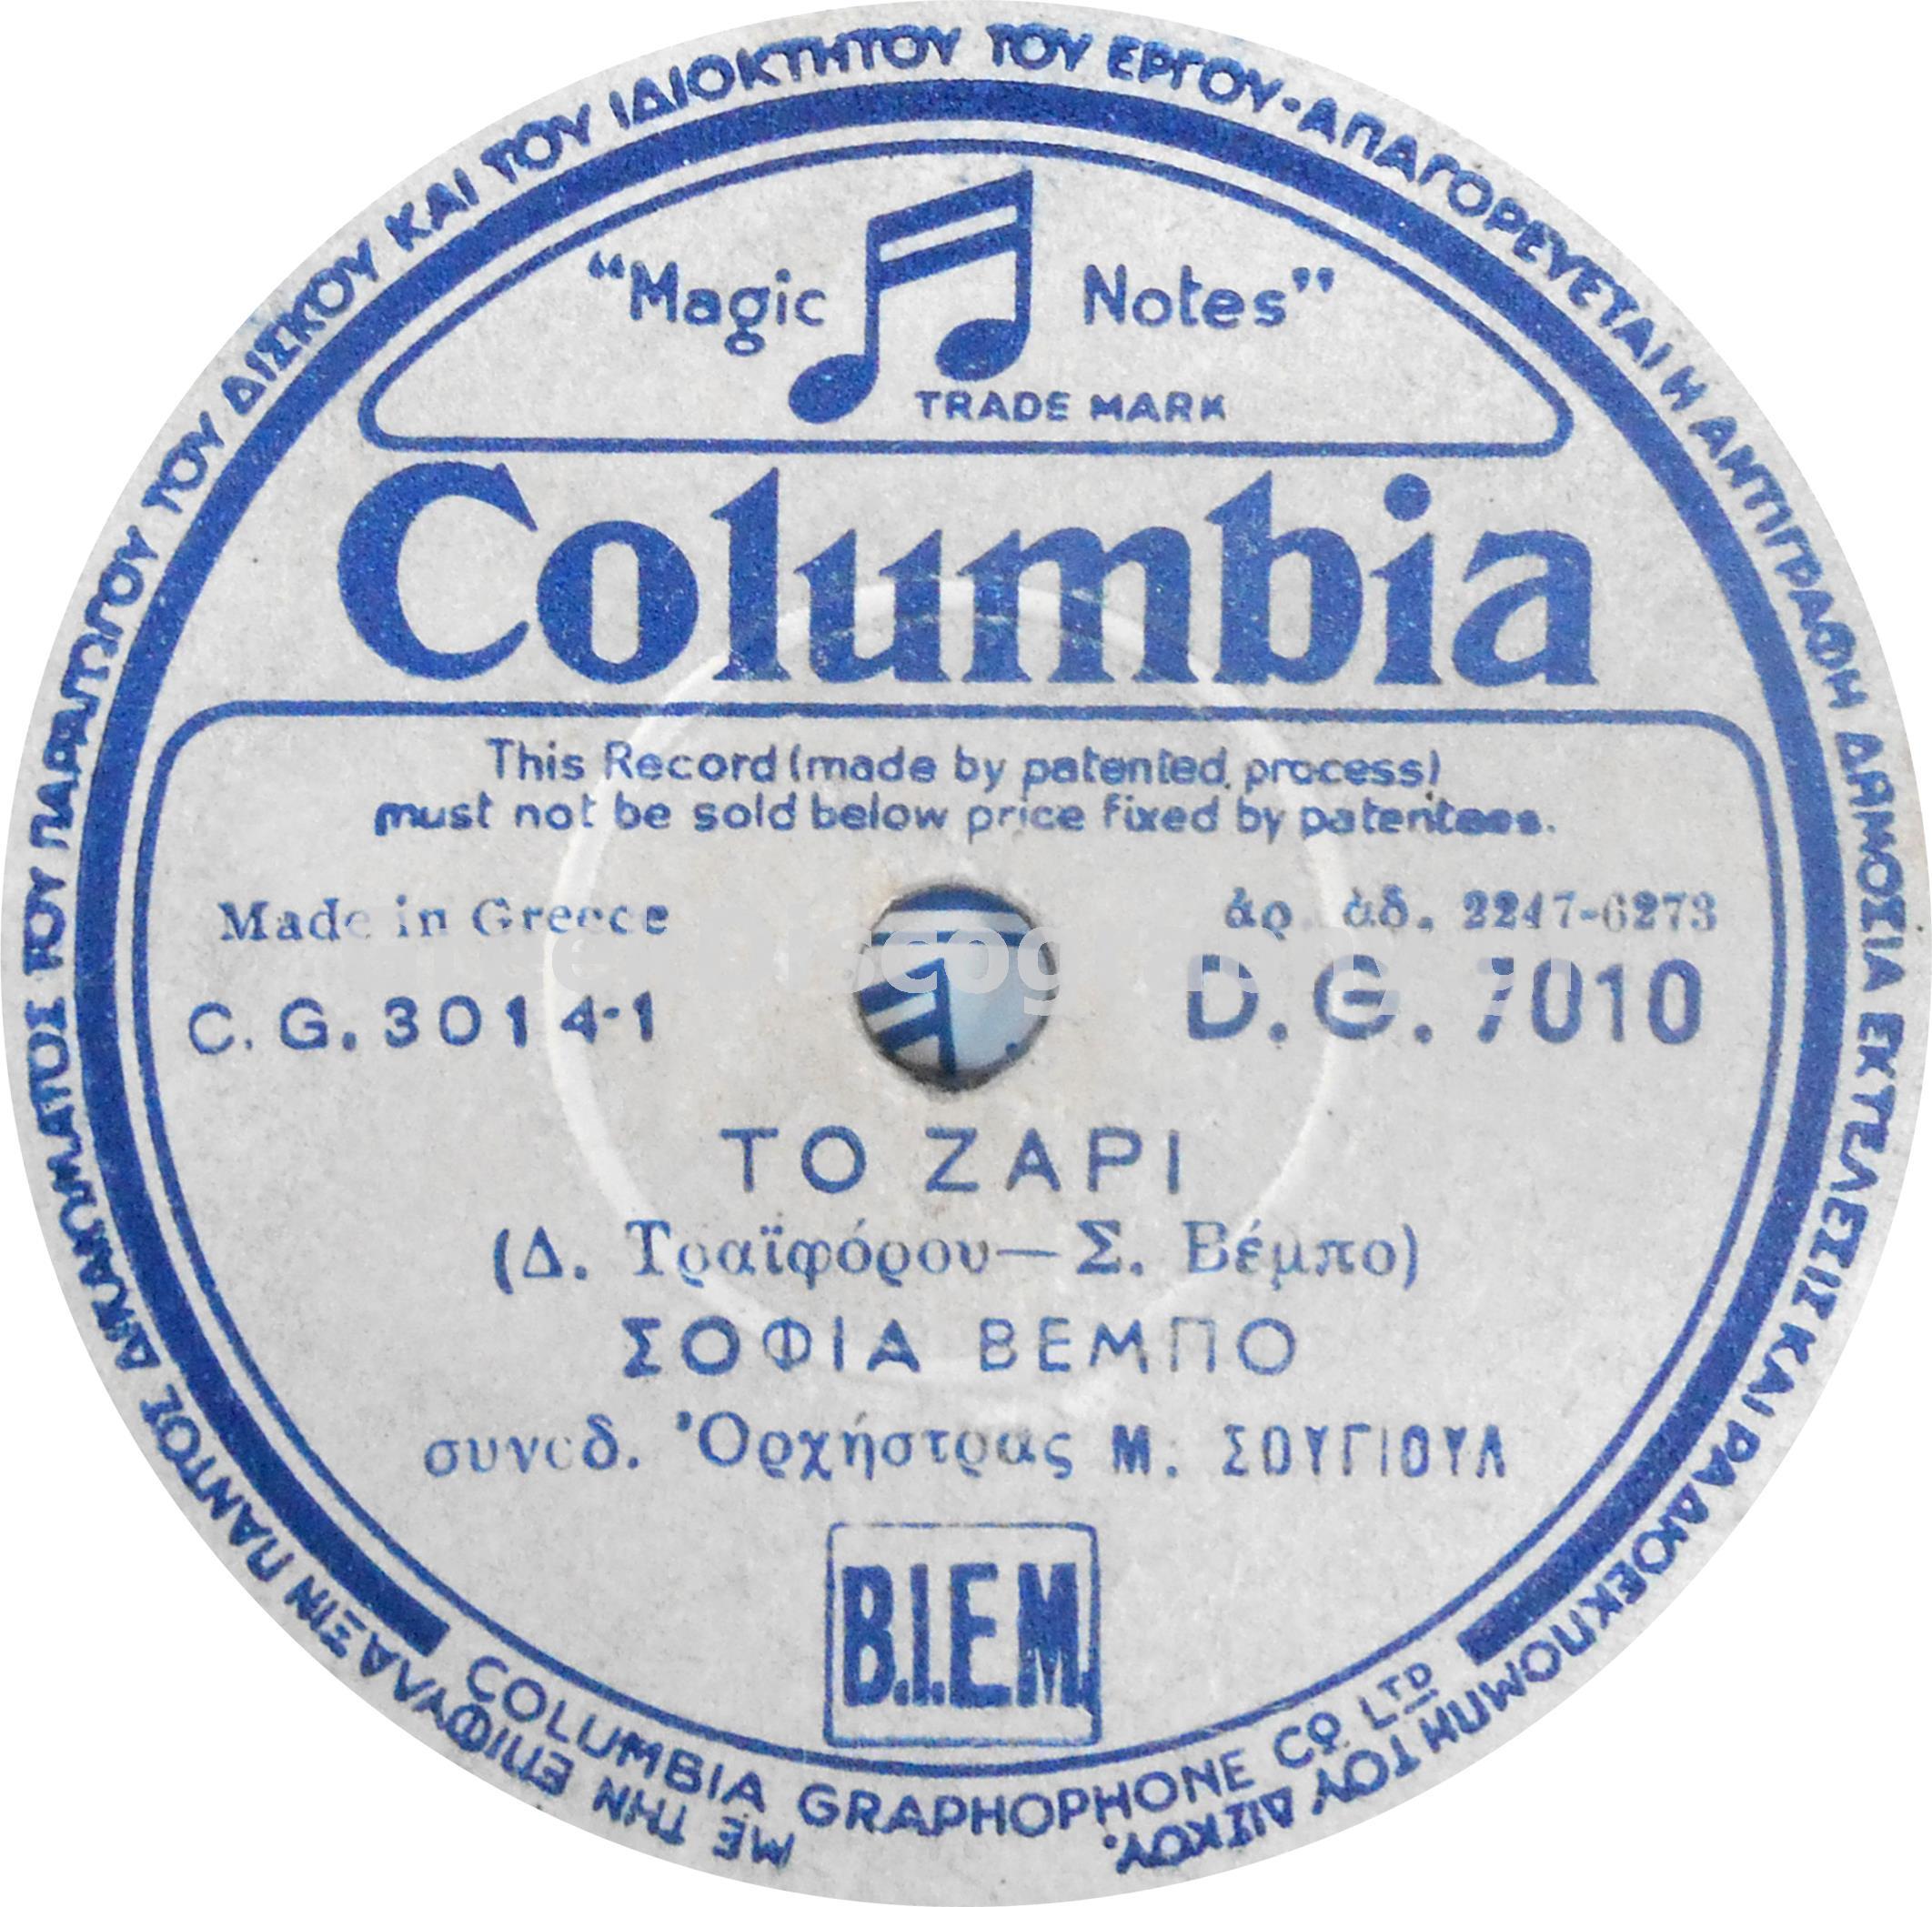 ΜΕ ΤΗΝ ΕΠΙΦΥΛΑΞΙΝ ΠΑΝΤΟΣ ΔΙΚΑΙΩΜΑΤΟΣ ΤΟΥ ΠΑΡΑΓΩΓΟΥ ΤΟΥ ΔΙΣΚΟΥ ΚΑΙ ΤΟΥ ΙΔΙΟΚΤΗΤΟΥ ΤΟΥ ΕΡΓΟΥ-ΑΠΑΓΟΡΕΥΕΤΑΙ Η ΑΝΤΙΓΡΑΦΗ ΔΗΜΟΣΙΑ ΕΚΤΕΛΕΣΙΣ ΚΑΙ ΡΑΔΙΟΕΚΠΟΜΠΗ ΤΟΥ ΔΙΣΚΟΥ.
"Magic Notes"
TRADE MARK
Columbia
This Record (made by patented process)
must not be sold below price fixed by patentees.
Made in Greece ἀρ. ἀδ. 2247-6273
C.G. 3014-1 D.G. 7010
ΤΟ ΖΑΡΙ
(Δ. Τραϊφόρου—Σ. Βέμπο)
ΣΟΦΙΑ ΒΕΜΠΟ
συνοδ. Ὀρχήστρας Μ. ΣΟΥΓΙΟΥΛ
B.I.E.M.
COLUMBIA GRAPHOPHONE CO LTD